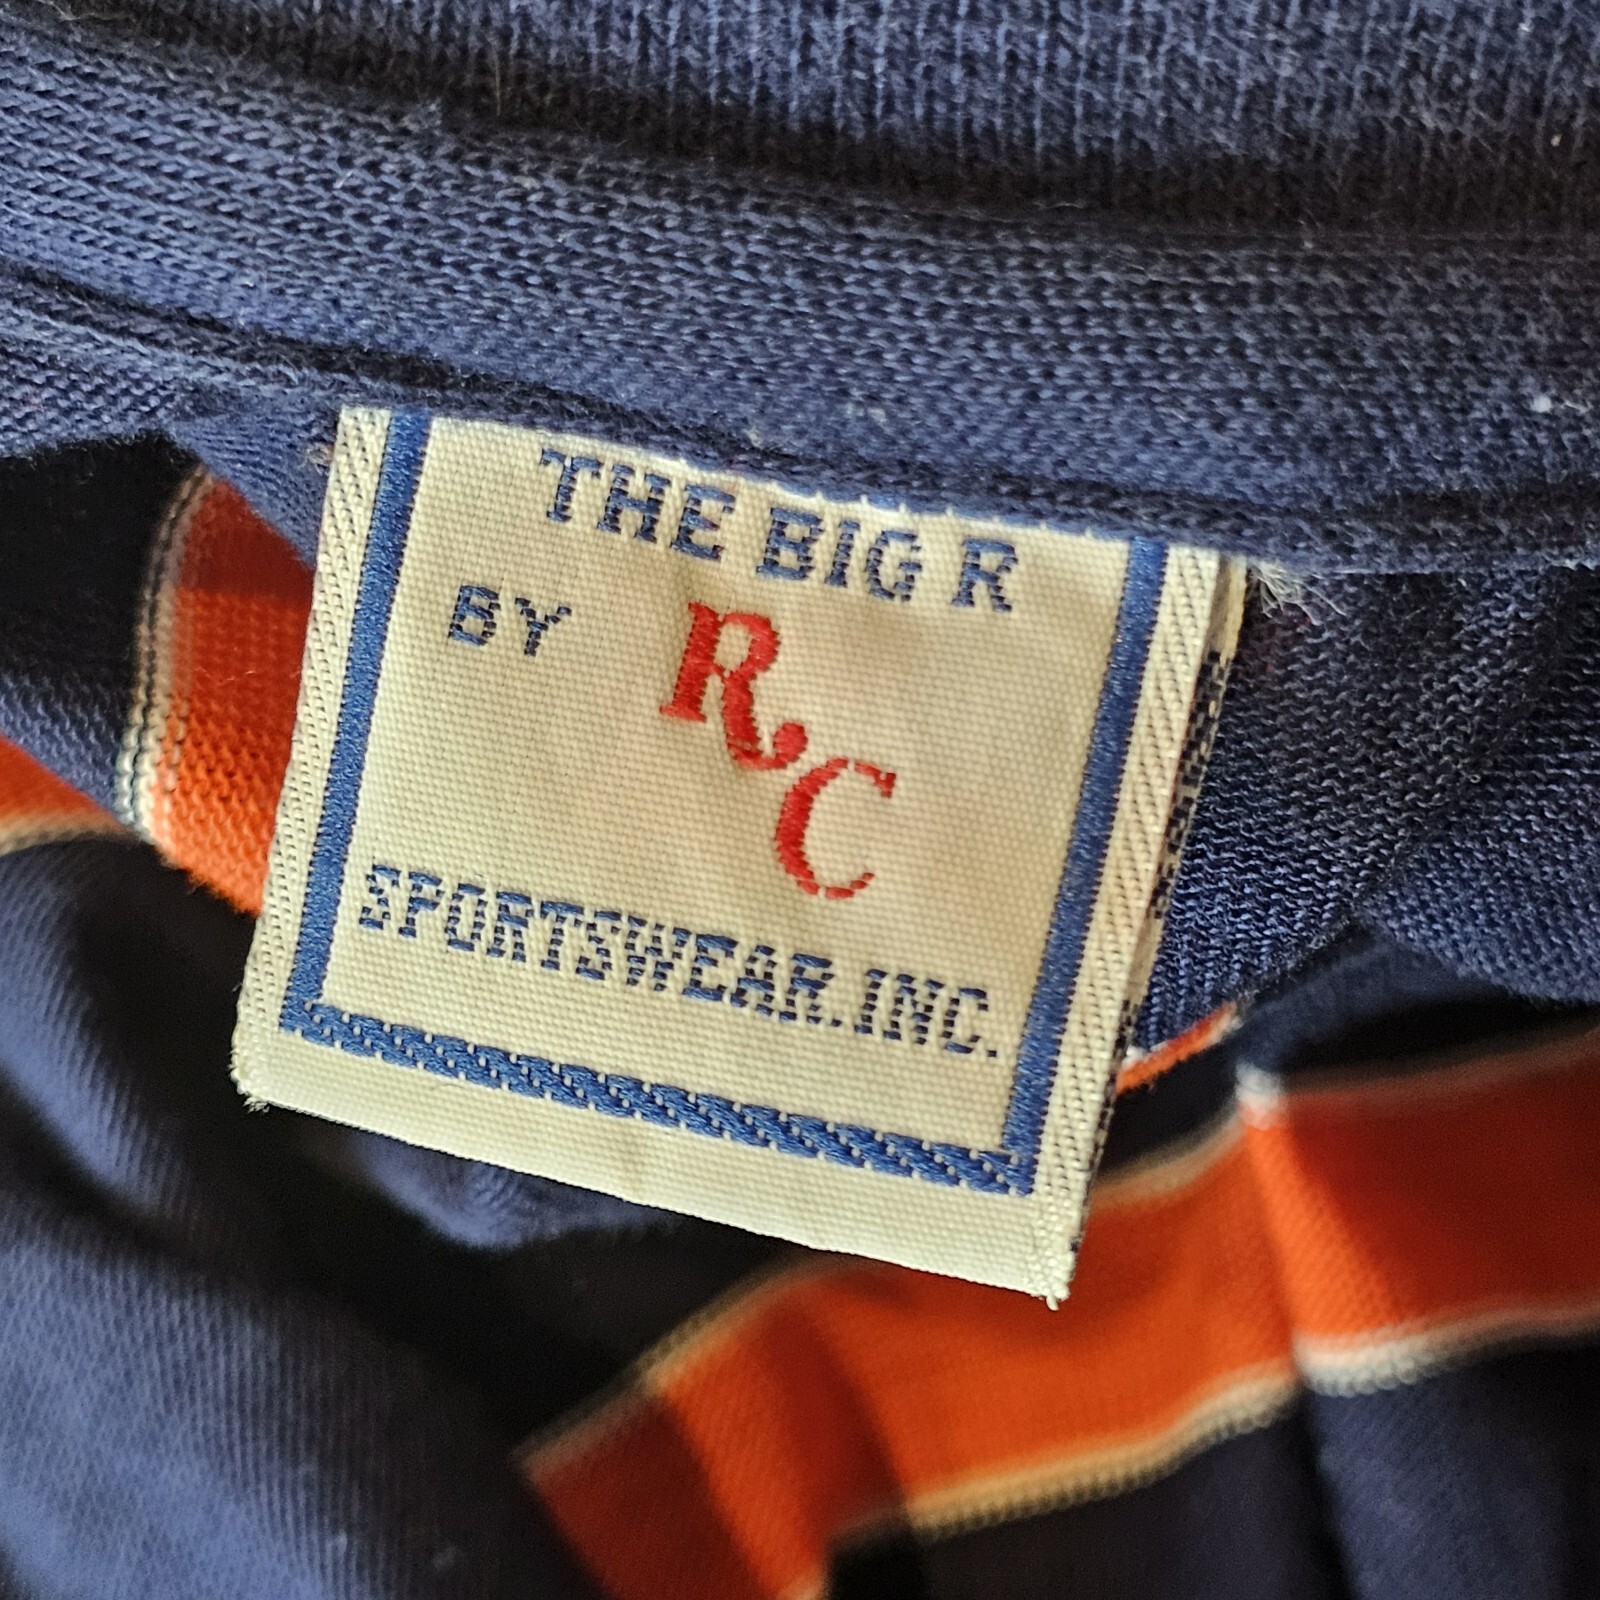 THE BIG R
BY RC
SPORTSWEAR.INC.